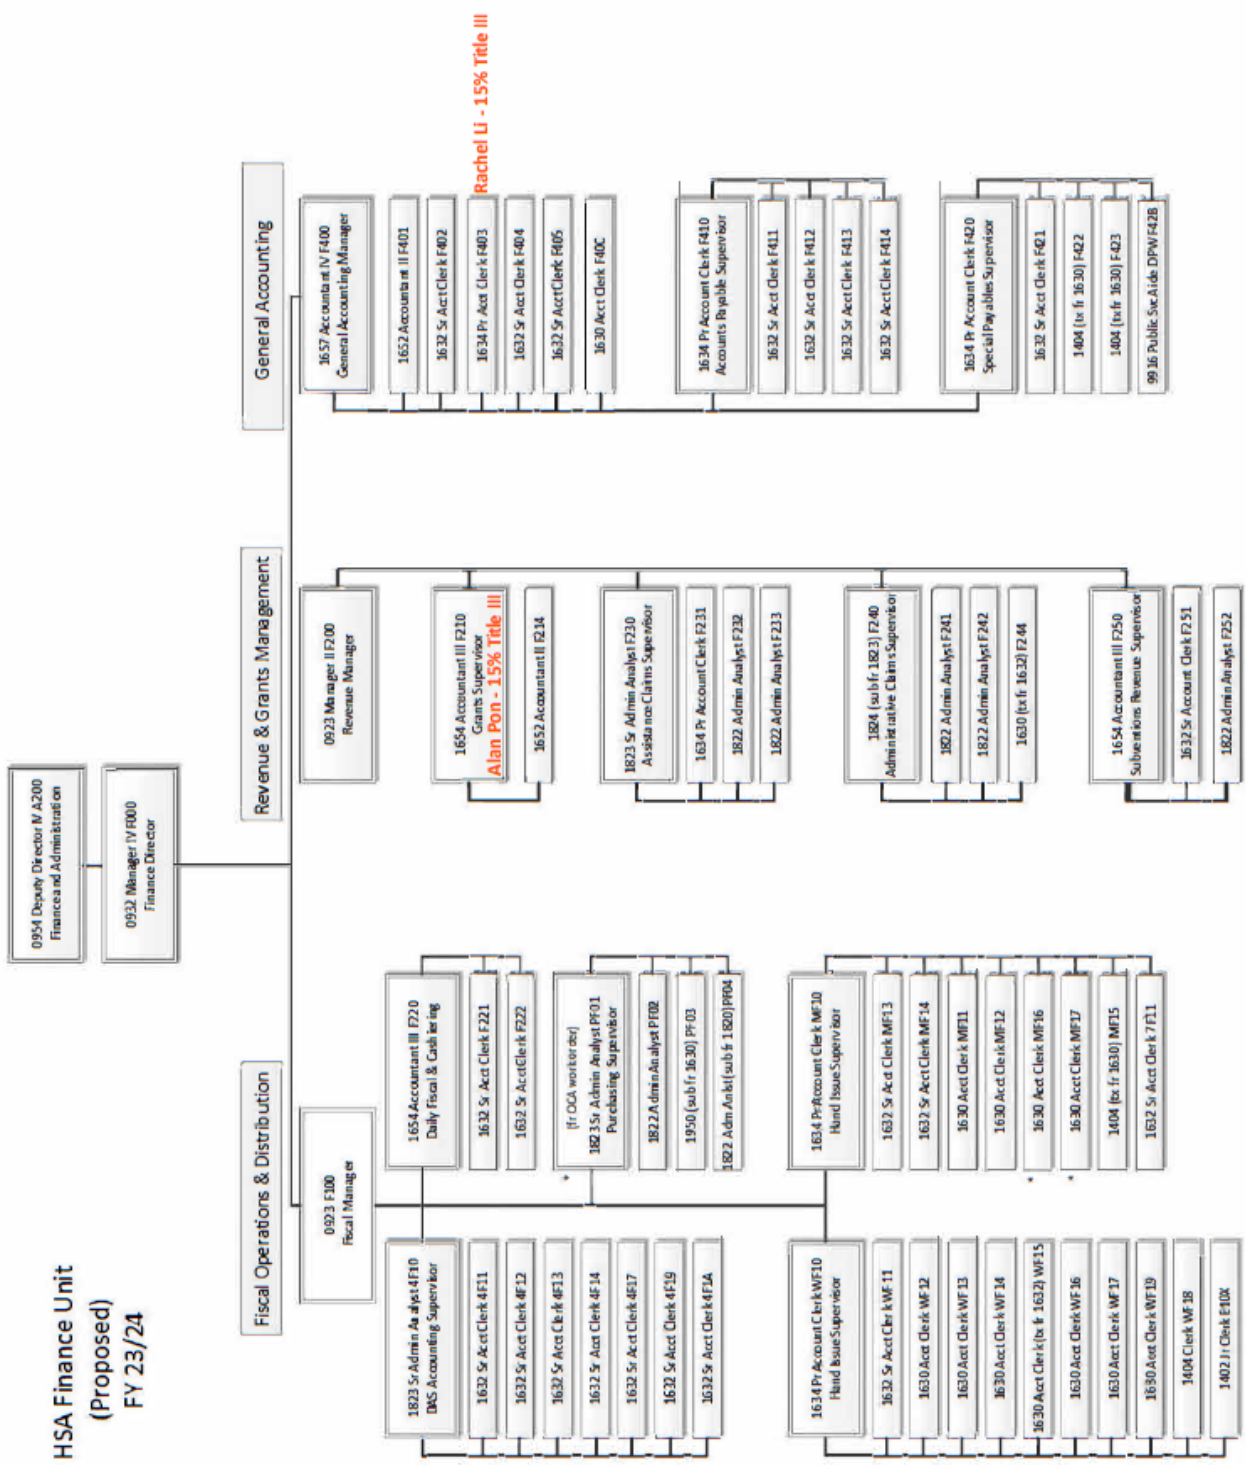 HSA Finance Unit
(Proposed)
FY 23/24
0954 Deputy Director IV A200
Finance and Administration
0932 Manager IV F000
Finance Director
Fiscal Operations & Distribution
0923 F100
Fiscal Manager
1823 Sr Admin Analyst 4F10
DAS Accounting Supervisor
1632 Sr Acct Clerk 4F11
1632 Sr Acct Clerk 4F12
1632 Sr Acct Clerk 4F13
1632 Sr Acct Clerk 4F14
1632 Sr Acct Clerk 4F17
1632 Sr Acct Clerk 4F19
1632 Sr Acct Clerk 4F1A
1654 Accountant III F220
Daily Fiscal & Cashiering
1632 Sr Acct Clerk F221
1632 Sr Acct Clerk F222
*
(fr OCA workorder)
1823 Sr Admin Analyst PF01
Purchasing Supervisor
1822 Admin Analyst PF02
1950 (sub fr 1630) PF03
1822 Adm Anlst (sub fr 1820) PF04
1634 Pr Account Clerk WF10
Hand Issue Supervisor
1632 Sr Acct Clerk WF11
1630 Acct Clerk WF12
1630 Acct Clerk WF13
1630 Acct Clerk WF14
1630 Acct Clerk (tx fr 1632) WF15
1630 Acct Clerk WF16
1630 Acct Clerk WF17
1630 Acct Clerk WF19
1404 Clerk WF18
1402 Jr Clerk E10X
1634 Pr Account Clerk MF10
Hand Issue Supervisor
1632 Sr Acct Clerk MF13
1632 Sr Acct Clerk MF14
1630 Acct Clerk MF11
1630 Acct Clerk MF12
* 1630 Acct Clerk MF16
* 1630 Acct Clerk MF17
1404 (tx fr 1630) MF15
1632 Sr Acct Clerk 7F11
Revenue & Grants Management
0923 Manager II F200
Revenue Manager
1654 Accountant III F210
Grants Supervisor
Alan Pon - 15% Title III
1652 Accountant II F214
1823 Sr Admin Analyst F230
Assistance Claims Supervisor
1634 Pr Account Clerk F231
1822 Admin Analyst F232
1822 Admin Analyst F233
1824 (sub fr 1823) F240
Administrative Claims Supervisor
1822 Admin Analyst F241
1822 Admin Analyst F242
1630 (tx fr 1632) F244
1654 Accountant III F250
Subventions Revenue Supervisor
1632 Sr Account Clerk F251
1822 Admin Analyst F252
General Accounting
1657 Accountant IV F400
General Accounting Manager
1652 Accountant II F401
1632 Sr Acct Clerk F402
1634 Pr Acct Clerk F403
Rachel Li - 15% Title III
1632 Sr Acct Clerk F404
1632 Sr Acct Clerk F405
1630 Acct Clerk F40C
1634 Pr Account Clerk F410
Accounts Payable Supervisor
1632 Sr Acct Clerk F411
1632 Sr Acct Clerk F412
1632 Sr Acct Clerk F413
1632 Sr Acct Clerk F414
1634 Pr Account Clerk F420
Special Payables Supervisor
1632 Sr Acct Clerk F421
1404 (tx fr 1630) F422
1404 (tx fr 1630) F423
9916 Public Svc Aide DPW F42B